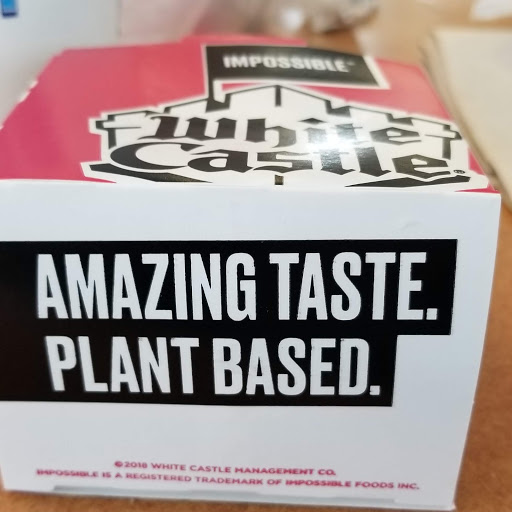 IMPOSSIBLE™
White
Castle®
AMAZING TASTE.
PLANT BASED.
©2018 WHITE CASTLE MANAGEMENT CO.
IMPOSSIBLE IS A REGISTERED TRADEMARK OF IMPOSSIBLE FOODS INC.